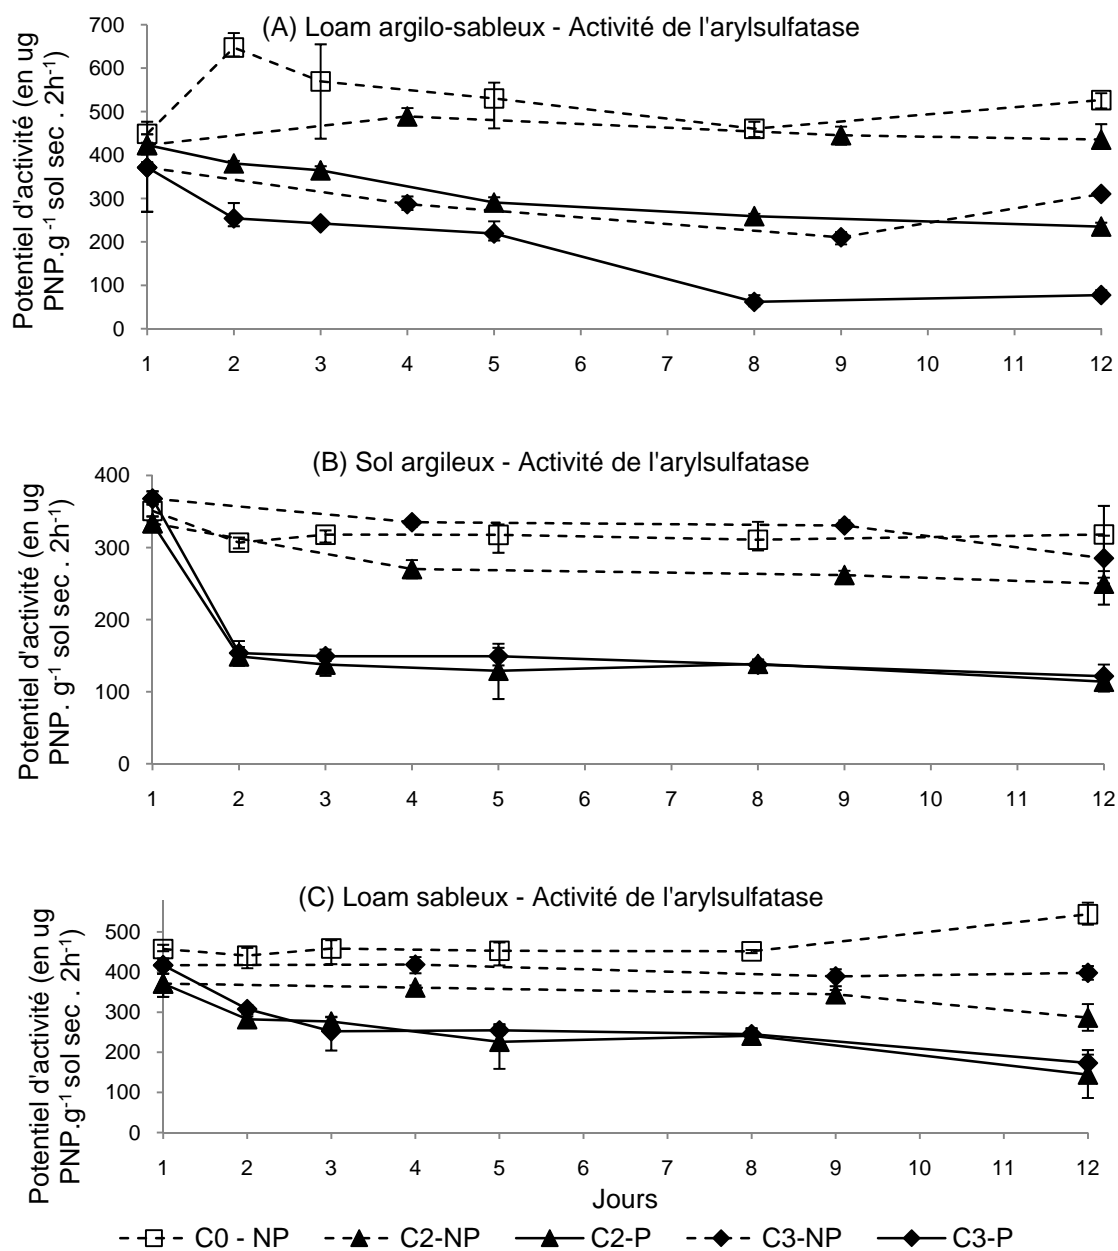 (A) Loam argilo-sableux - Activité de l'arylsulfatase
Potentiel d'activité (en ug
PNP.g⁻¹ sol sec . 2h⁻¹)
700
600
500
400
300
200
100
0
1 2 3 4 5 6 7 8 9 10 11 12
(B) Sol argileux - Activité de l'arylsulfatase
Potentiel d'activité (en ug
PNP. g⁻¹ sol sec . 2h⁻¹)
400
300
200
100
0
1 2 3 4 5 6 7 8 9 10 11 12
(C) Loam sableux - Activité de l'arylsulfatase
Potentiel d'activité (en ug
PNP.g⁻¹ sol sec . 2h⁻¹)
500
400
300
200
100
0
1 2 3 4 5 6 7 8 9 10 11 12
Jours
C0 - NP C2-NP C2-P C3-NP C3-P